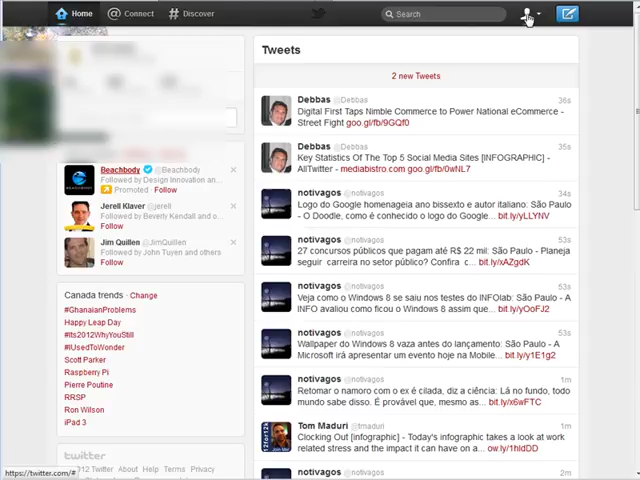 Home @ Connect # Discover Search
Tweets
2 new Tweets
Debbas @Debbas 36s
Digital First Taps Nimble Commerce to Power National eCommerce -
Street Fight goo.gl/fb/9GQf0
Debbas @Debbas 35s
Key Statistics Of The Top 5 Social Media Sites [INFOGRAPHIC] -
AllTwitter - mediabistro.com goo.gl/fb/0wNL7
notivagos @notivagos 34s
Logo do Google homenageia ano bissexto e autor italiano: São Paulo
- O Doodle, como é conhecido o logo do Google... bit.ly/yLLYNV
notivagos @notivagos 53s
27 concursos públicos que pagam até R$ 22 mil: São Paulo - Planeja
seguir carreira no setor público? Confira c... bit.ly/xAZgdK
notivagos @notivagos 53s
Veja como o Windows 8 se saiu nos testes do INFOlab: São Paulo - A
INFO avaliou como ficou o Windows 8 assim que... bit.ly/yOoFJ2
notivagos @notivagos 53s
Wallpaper do Windows 8 vaza antes do lançamento: São Paulo - A
Microsoft irá apresentar um evento hoje na Mobile... bit.ly/y1E1g2
notivagos @notivagos 1m
Retomar o namoro com o ex é cilada, diz a ciência: Lá no fundo, todo
mundo sabe disso. É provável que, mesmo as... bit.ly/x6wFTC
Tom Maduri @tmaduri 1m
Clocking Out [infographic] - Today's infographic takes a look at work
related stress and the impact it can have on a... ow.ly/1hldDD
notivagos @notivagos 2m
Beachbody @Beachbody
Followed by Design Innovation an...
Promoted · Follow
Jerell Klaver @jerell
Followed by Beverly Kendall and o...
Follow
Jim Quillen @JimQuillen
Followed by John Tuyen and others
Follow
Canada trends · Change
#GhanaianProblems
Happy Leap Day
#Its2012WhyYouStill
#IUsedToWonder
Scott Parker
Raspberry Pi
Pierre Poutine
RRSP
Ron Wilson
iPad 3
twitter
2012 Twitter About Help Terms Privacy
https://twitter.com/#